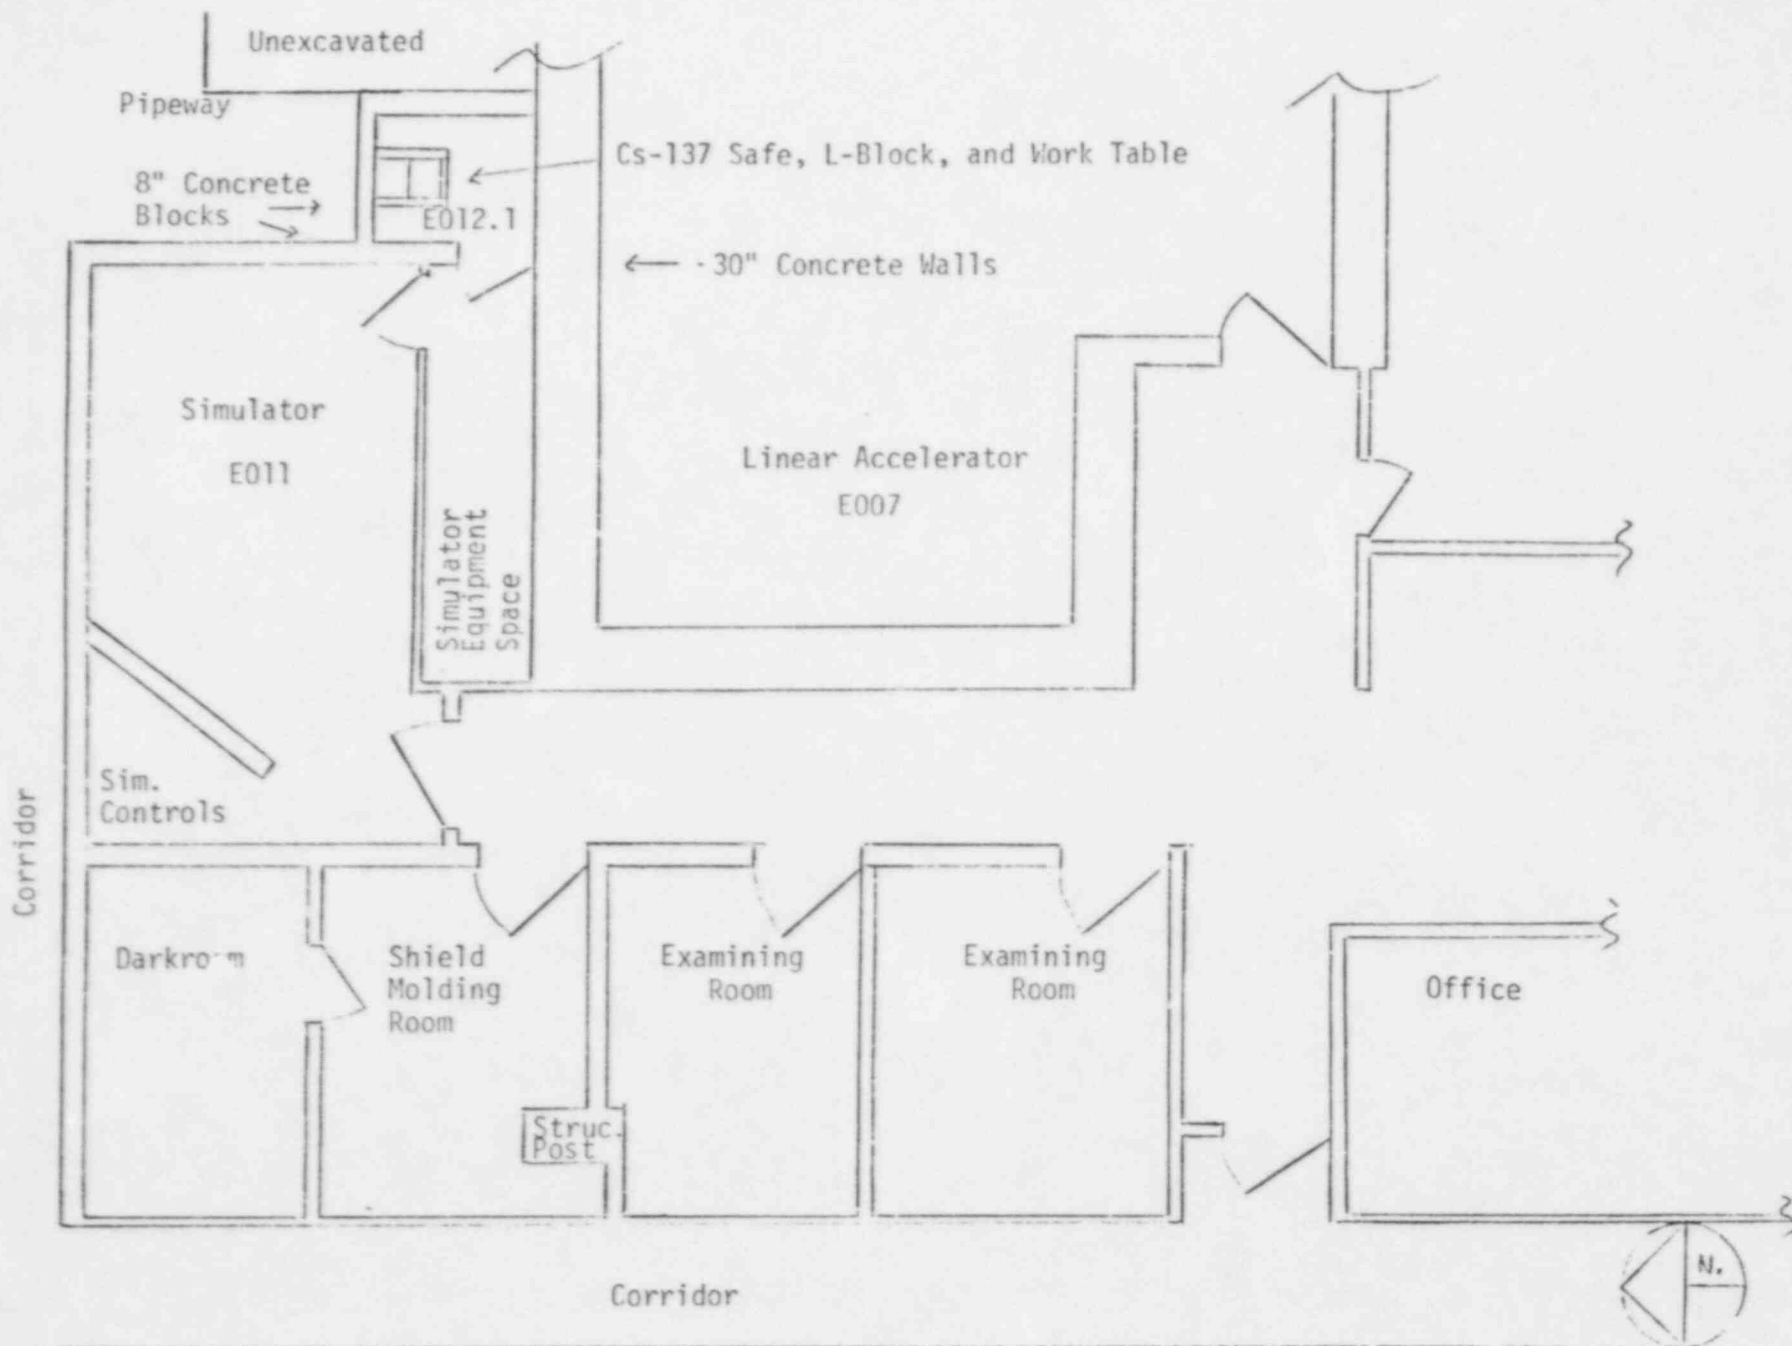 Unexcavated
Pipeway
Cs-137 Safe, L-Block, and Work Table
8" Concrete
Blocks
E012.1
30" Concrete Walls
Simulator
E011
Linear Accelerator
E007
Simulator
Equipment
Space
Sim.
Controls
Corridor
Darkroom
Shield
Molding
Room
Examining
Room
Examining
Room
Office
Struc.
Post
N.
Corridor